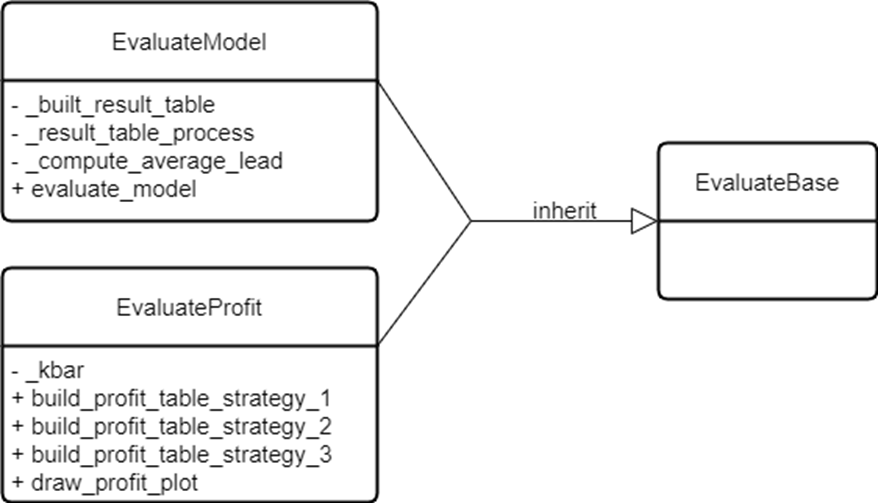 EvaluateModel
- _built_result_table
- _result_table_process
- _compute_average_lead
+ evaluate_model
EvaluateProfit
- _kbar
+ build_profit_table_strategy_1
+ build_profit_table_strategy_2
+ build_profit_table_strategy_3
+ draw_profit_plot
inherit
EvaluateBase